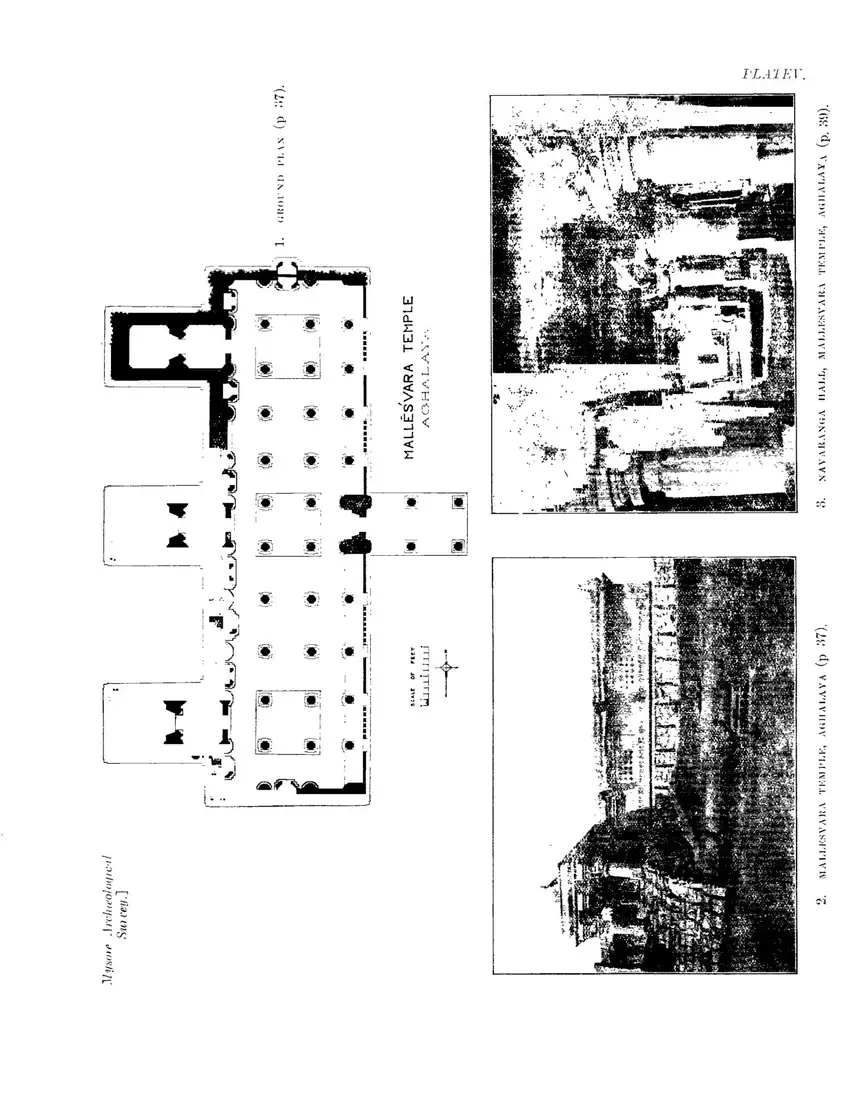 PLATE V.
Mysore Archæological
Survey.]
1. GROUND PLAN (p 37).
MALLĒŚVARA TEMPLE
AGHALAYA
SCALE OF FEET
2. MALLESVARA TEMPLE, AGHALAYA (p 37).
3. NAVARANGA HALL, MALLESVARA TEMPLE, AGHALAYA (p. 39).